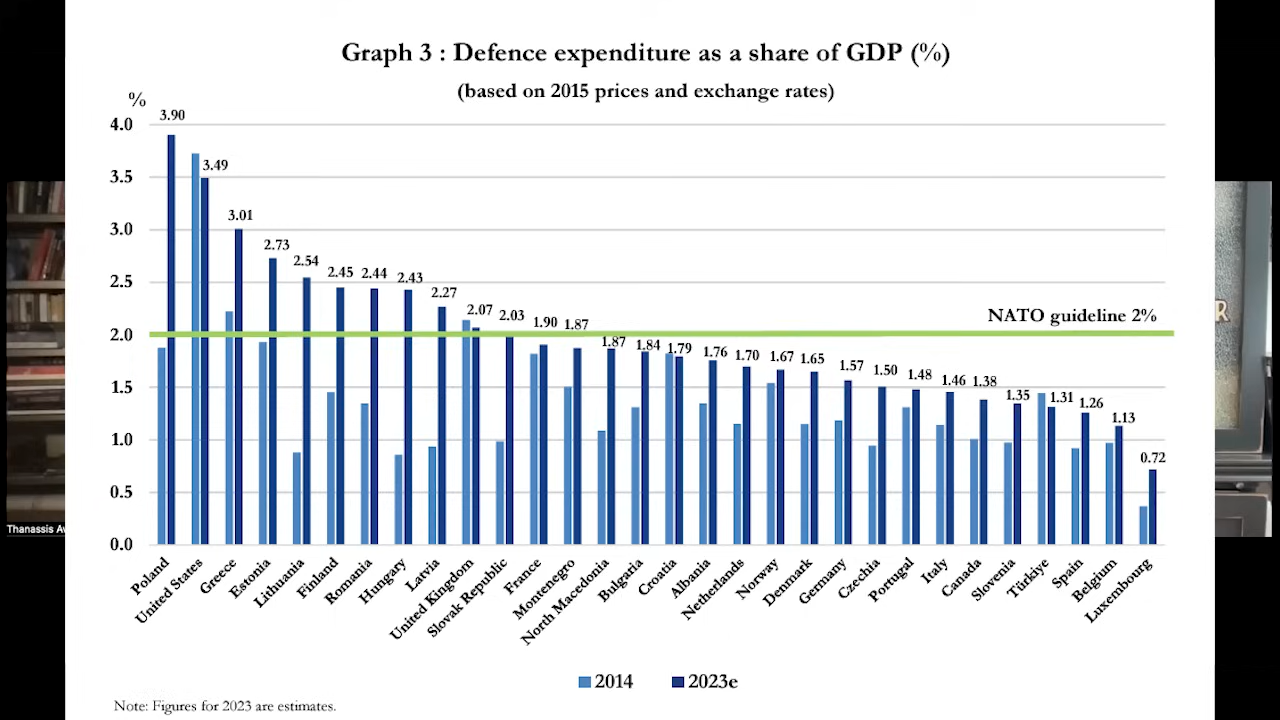 Graph 3 : Defence expenditure as a share of GDP (%)
(based on 2015 prices and exchange rates)
%
4.0
3.5
3.0
2.5
2.0
1.5
1.0
0.5
0.0
3.90
3.49
3.01
2.73
2.54
2.45
2.44
2.43
2.27
2.07
2.03
1.90
1.87
1.87
1.84
1.79
1.76
1.70
1.67
1.65
1.57
1.50
1.48
1.46
1.38
1.35
1.31
1.26
1.13
0.72
NATO guideline 2%
Poland
United States
Greece
Estonia
Lithuania
Finland
Romania
Hungary
Latvia
United Kingdom
Slovak Republic
France
Montenegro
North Macedonia
Bulgaria
Croatia
Albania
Netherlands
Norway
Denmark
Germany
Czechia
Portugal
Italy
Canada
Slovenia
Türkiye
Spain
Belgium
Luxembourg
2014
2023e
Note: Figures for 2023 are estimates.
Thanassis